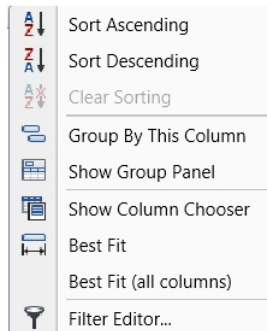 Sort Ascending
Sort Descending
Clear Sorting
Group By This Column
Show Group Panel
Show Column Chooser
Best Fit
Best Fit (all columns)
Filter Editor...